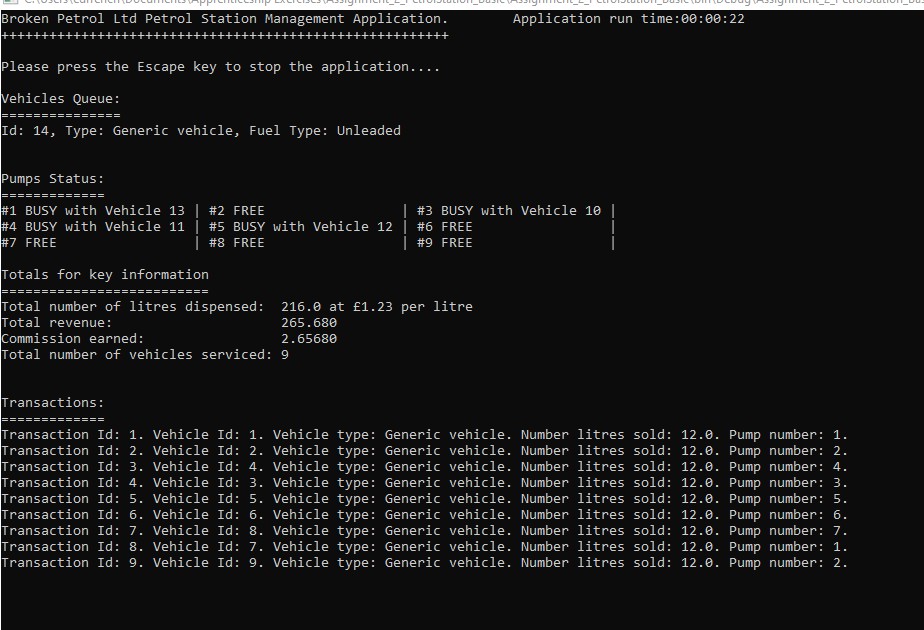 Broken Petrol Ltd Petrol Station Management Application. Application run time:00:00:22
++++++++++++++++++++++++++++++++++++++++++++++++++++++++
Please press the Escape key to stop the application....
Vehicles Queue:
===============
Id: 14, Type: Generic vehicle, Fuel Type: Unleaded
Pumps Status:
=============
#1 BUSY with Vehicle 13 | #2 FREE | #3 BUSY with Vehicle 10 |
#4 BUSY with Vehicle 11 | #5 BUSY with Vehicle 12 | #6 FREE |
#7 FREE | #8 FREE | #9 FREE |
Totals for key information
==========================
Total number of litres dispensed: 216.0 at £1.23 per litre
Total revenue: 265.680
Commission earned: 2.65680
Total number of vehicles serviced: 9
Transactions:
=============
Transaction Id: 1. Vehicle Id: 1. Vehicle type: Generic vehicle. Number litres sold: 12.0. Pump number: 1.
Transaction Id: 2. Vehicle Id: 2. Vehicle type: Generic vehicle. Number litres sold: 12.0. Pump number: 2.
Transaction Id: 3. Vehicle Id: 4. Vehicle type: Generic vehicle. Number litres sold: 12.0. Pump number: 4.
Transaction Id: 4. Vehicle Id: 3. Vehicle type: Generic vehicle. Number litres sold: 12.0. Pump number: 3.
Transaction Id: 5. Vehicle Id: 5. Vehicle type: Generic vehicle. Number litres sold: 12.0. Pump number: 5.
Transaction Id: 6. Vehicle Id: 6. Vehicle type: Generic vehicle. Number litres sold: 12.0. Pump number: 6.
Transaction Id: 7. Vehicle Id: 8. Vehicle type: Generic vehicle. Number litres sold: 12.0. Pump number: 7.
Transaction Id: 8. Vehicle Id: 7. Vehicle type: Generic vehicle. Number litres sold: 12.0. Pump number: 1.
Transaction Id: 9. Vehicle Id: 9. Vehicle type: Generic vehicle. Number litres sold: 12.0. Pump number: 2.